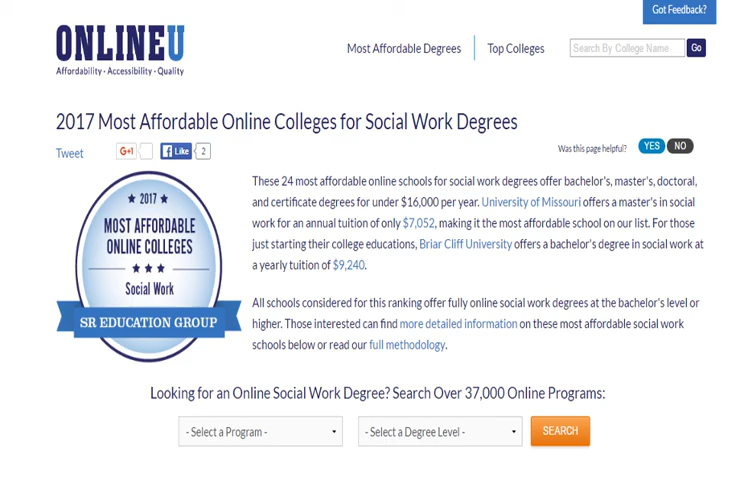 Got Feedback?
ONLINEU
Affordability · Accessibility · Quality
Most Affordable Degrees
Top Colleges
Search By College Name
Go
2017 Most Affordable Online Colleges for Social Work Degrees
Tweet
G+1
Like
2
Was this page helpful?
YES
NO
★ 2017 ★
MOST AFFORDABLE
ONLINE COLLEGES
★ ★ ★
Social Work
SR EDUCATION GROUP
These 24 most affordable online schools for social work degrees offer bachelor's, master's, doctoral,
and certificate degrees for under $16,000 per year. University of Missouri offers a master's in social
work for an annual tuition of only $7,052, making it the most affordable school on our list. For those
just starting their college educations, Briar Cliff University offers a bachelor's degree in social work at
a yearly tuition of $9,240.
All schools considered for this ranking offer fully online social work degrees at the bachelor's level or
higher. Those interested can find more detailed information on these most affordable social work
schools below or read our full methodology.
Looking for an Online Social Work Degree? Search Over 37,000 Online Programs:
- Select a Program -
- Select a Degree Level -
SEARCH